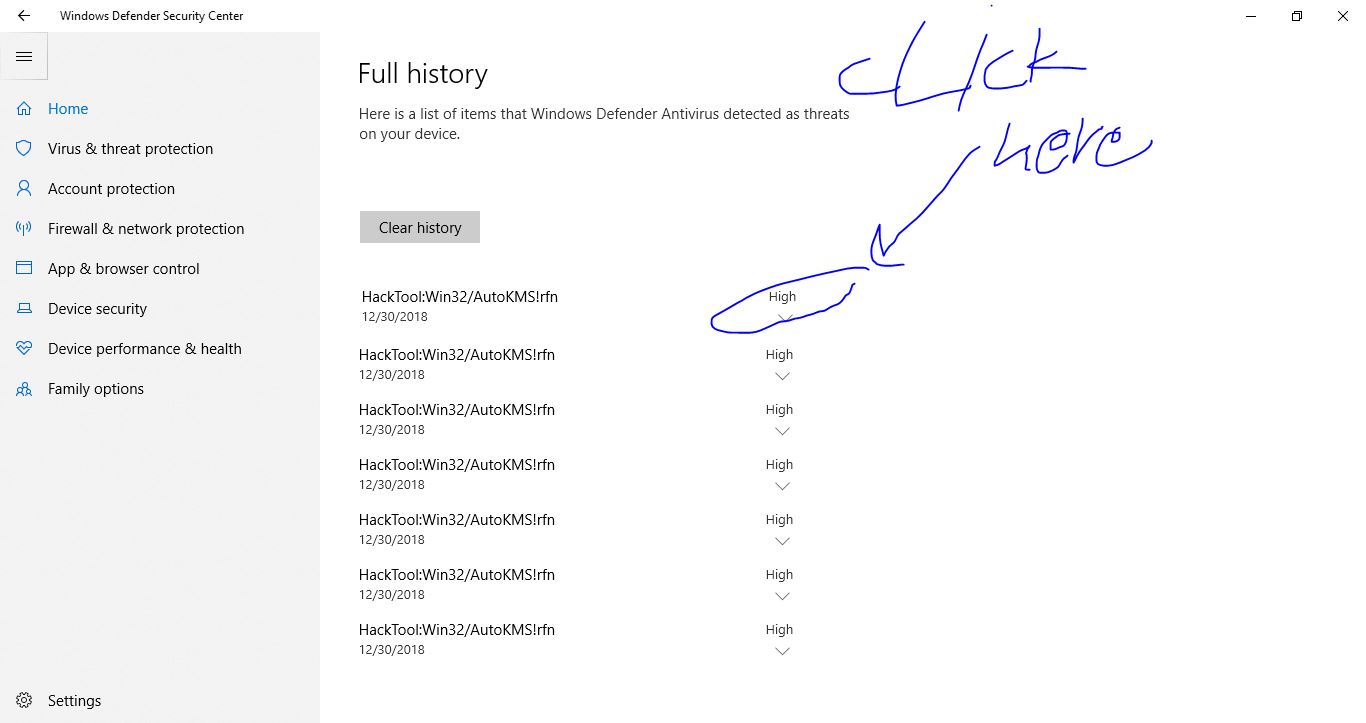 Windows Defender Security Center
Home
Virus & threat protection
Account protection
Firewall & network protection
App & browser control
Device security
Device performance & health
Family options
Settings
Full history
Here is a list of items that Windows Defender Antivirus detected as threats
on your device.
Clear history
HackTool:Win32/AutoKMS!rfn High
12/30/2018
HackTool:Win32/AutoKMS!rfn High
12/30/2018
HackTool:Win32/AutoKMS!rfn High
12/30/2018
HackTool:Win32/AutoKMS!rfn High
12/30/2018
HackTool:Win32/AutoKMS!rfn High
12/30/2018
HackTool:Win32/AutoKMS!rfn High
12/30/2018
HackTool:Win32/AutoKMS!rfn High
12/30/2018
click
here